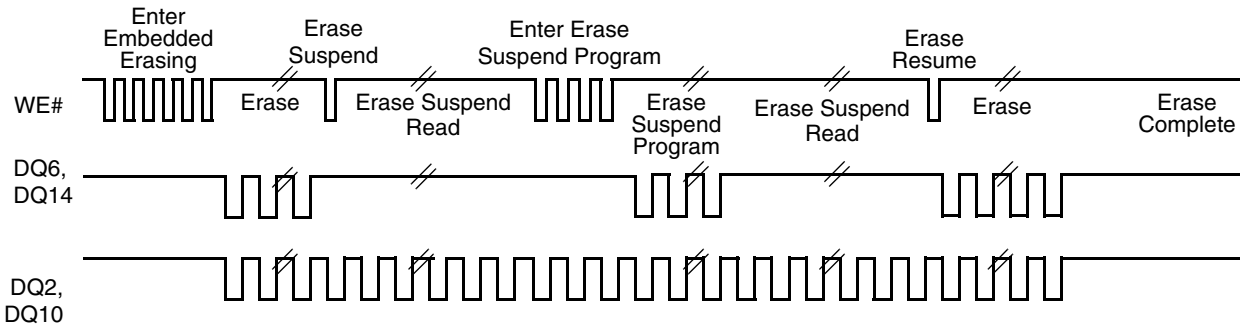 Enter
Embedded
Erasing
Erase
Suspend
Enter Erase
Suspend Program
Erase
Resume
WE#
Erase
Erase Suspend
Read
Erase
Suspend
Program
Erase Suspend
Read
Erase
Erase
Complete
DQ6,
DQ14
DQ2,
DQ10